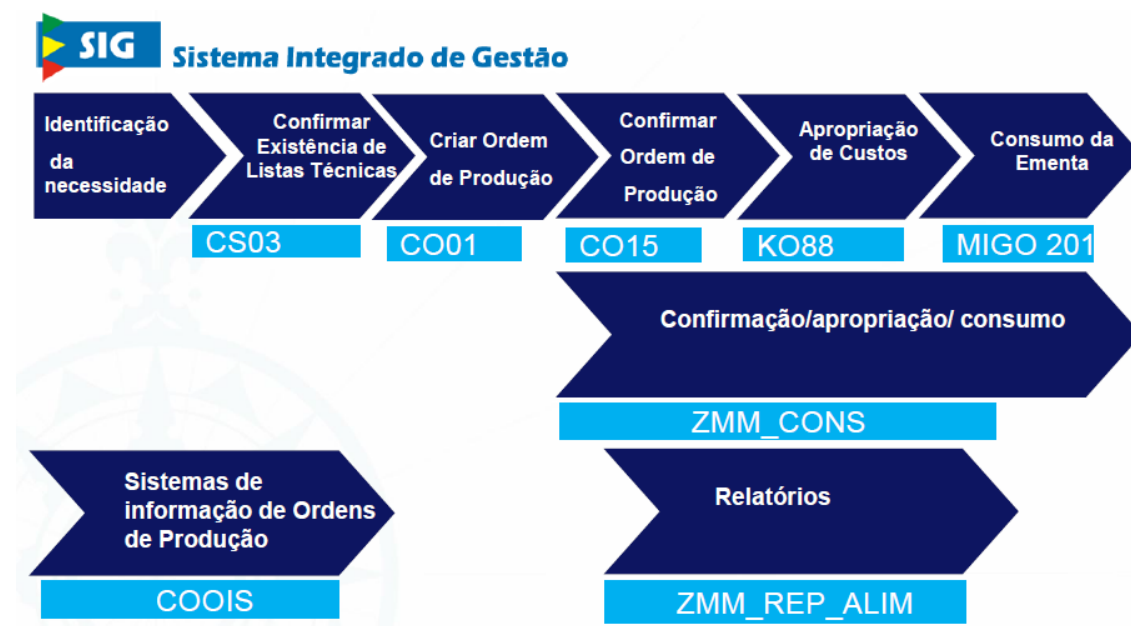 SIG
Sistema Integrado de Gestão
Identificação
da
necessidade
Confirmar
Existência de
Listas Técnicas
Criar Ordem
de Produção
Confirmar
Ordem de
Produção
Apropriação
de Custos
Consumo da
Ementa
CS03
CO01
CO15
KO88
MIGO 201
Confirmação/apropriação/ consumo
ZMM_CONS
Sistemas de
informação de Ordens
de Produção
Relatórios
COOIS
ZMM_REP_ALIM